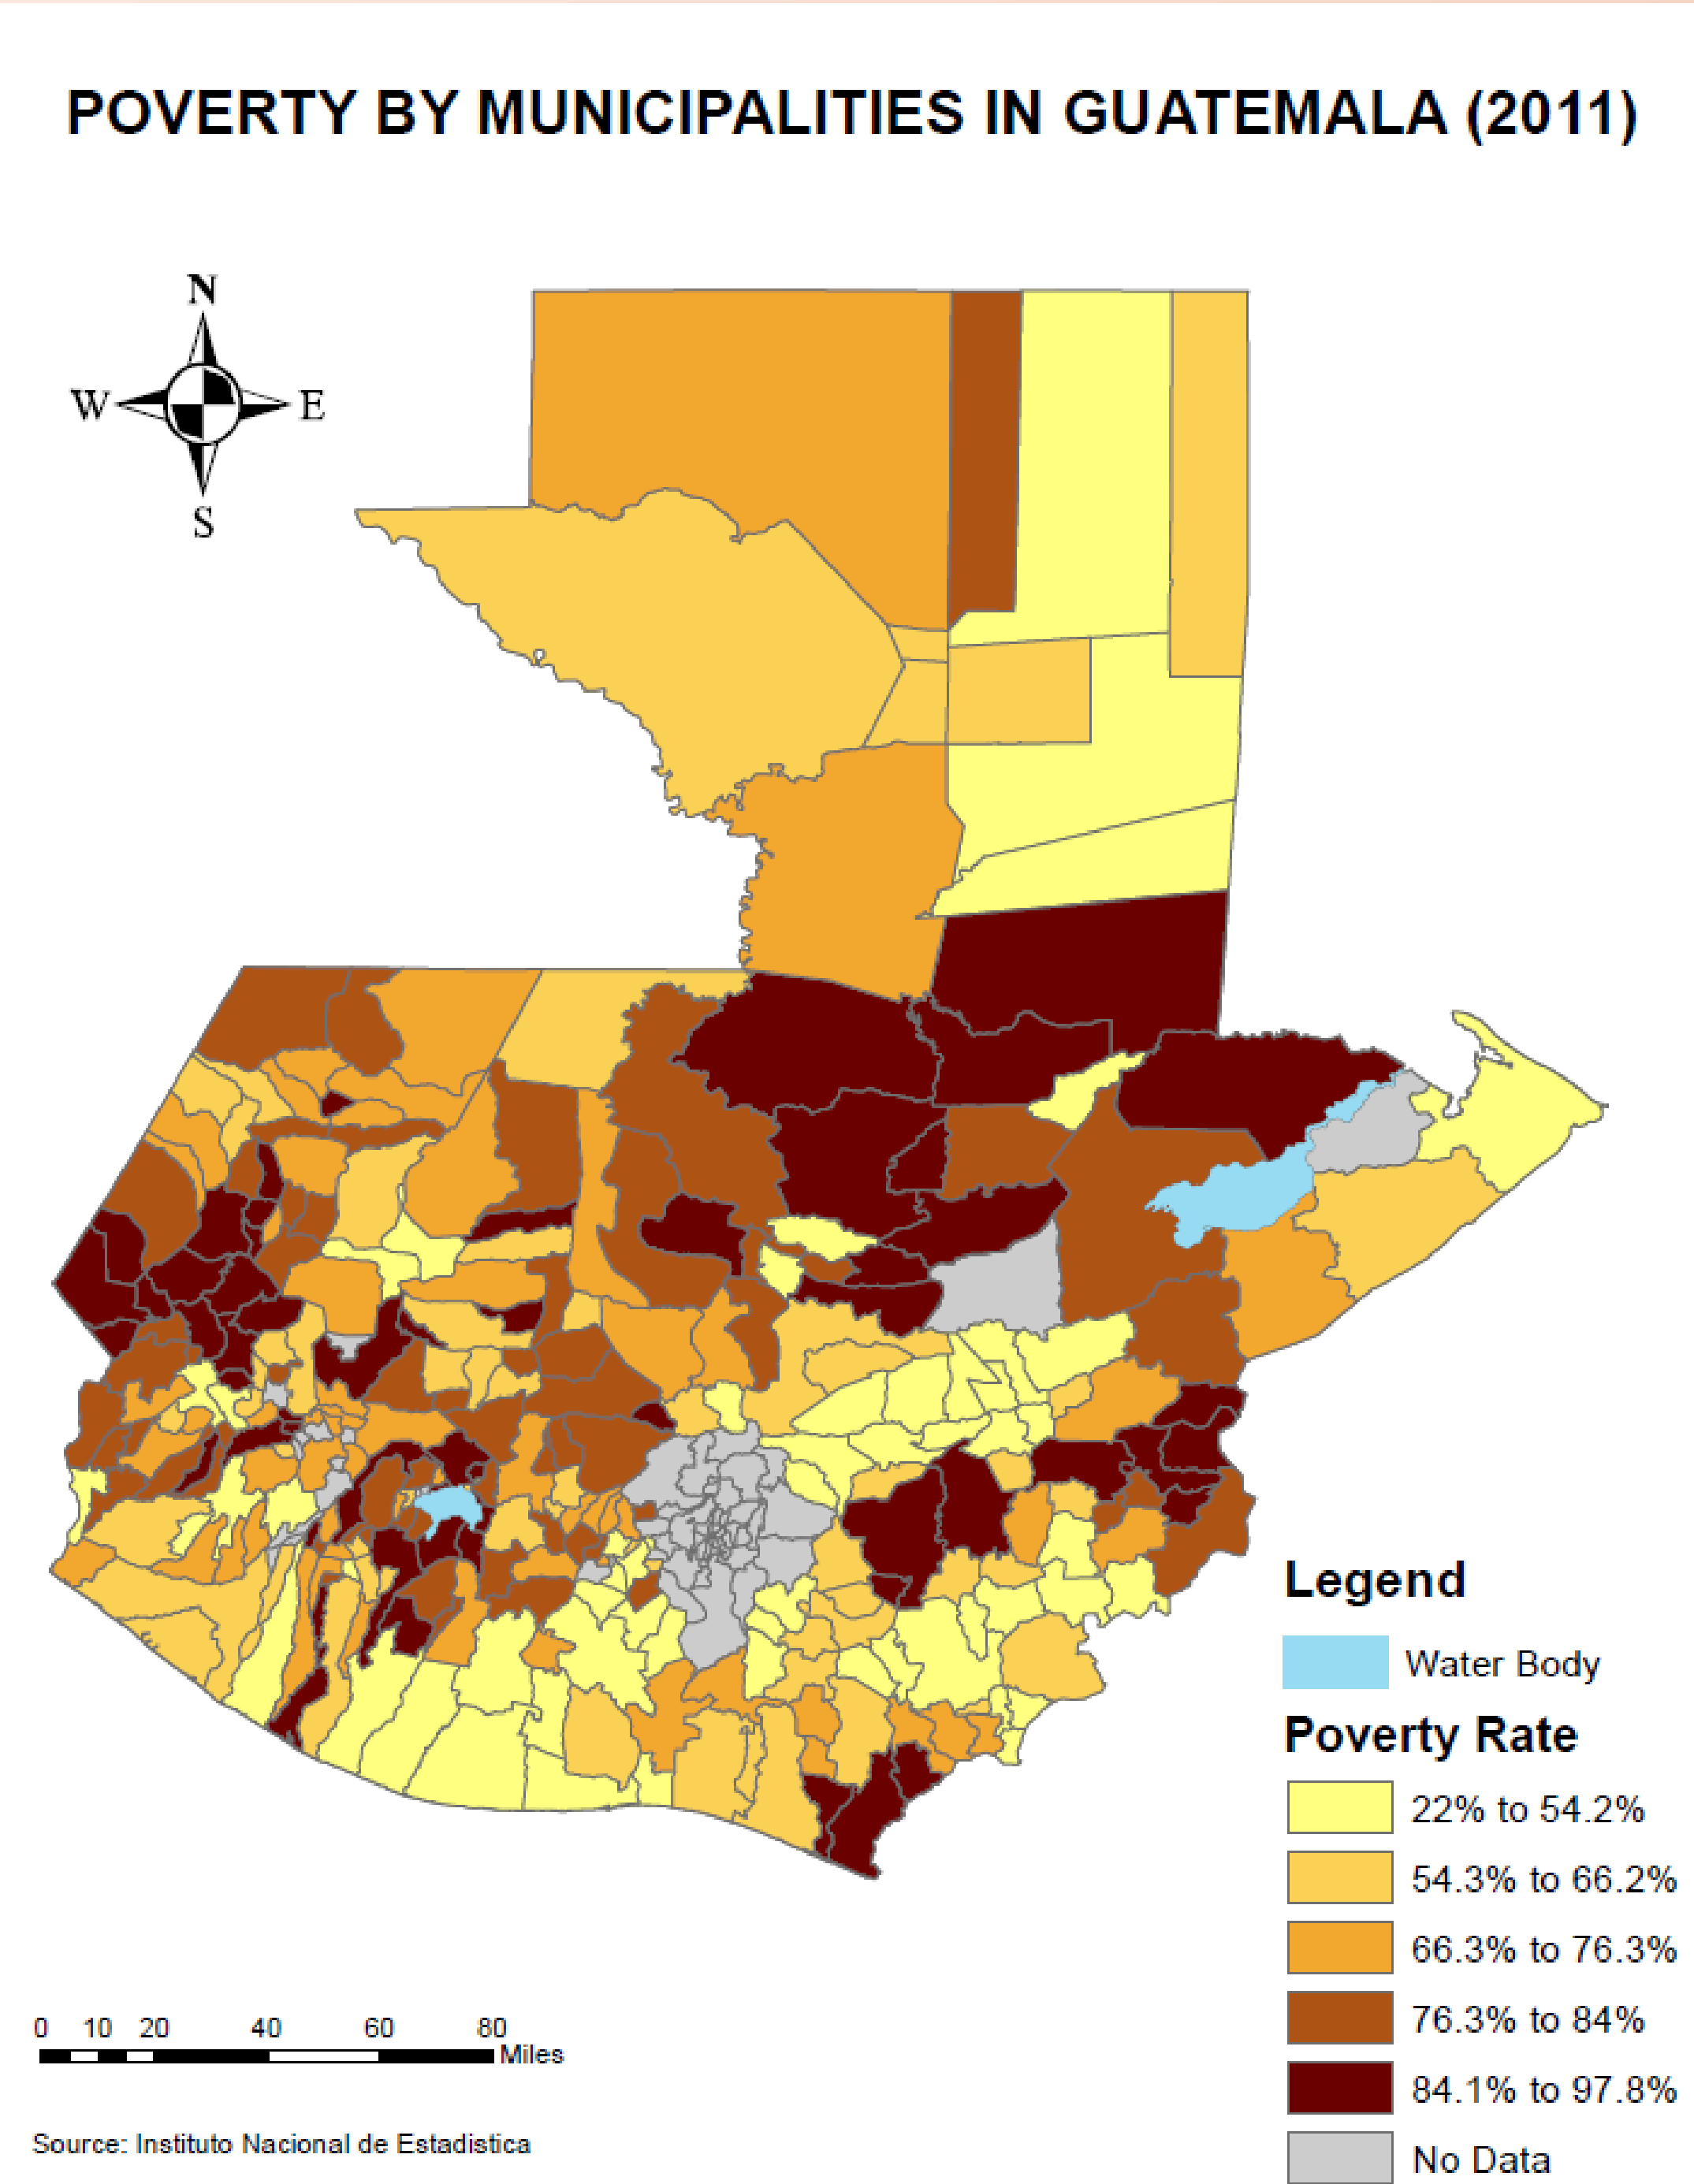 POVERTY BY MUNICIPALITIES IN GUATEMALA (2011)
N
W E
S
Legend
Water Body
Poverty Rate
22% to 54.2%
54.3% to 66.2%
66.3% to 76.3%
76.3% to 84%
84.1% to 97.8%
No Data
0 10 20 40 60 80
Miles
Source: Instituto Nacional de Estadistica